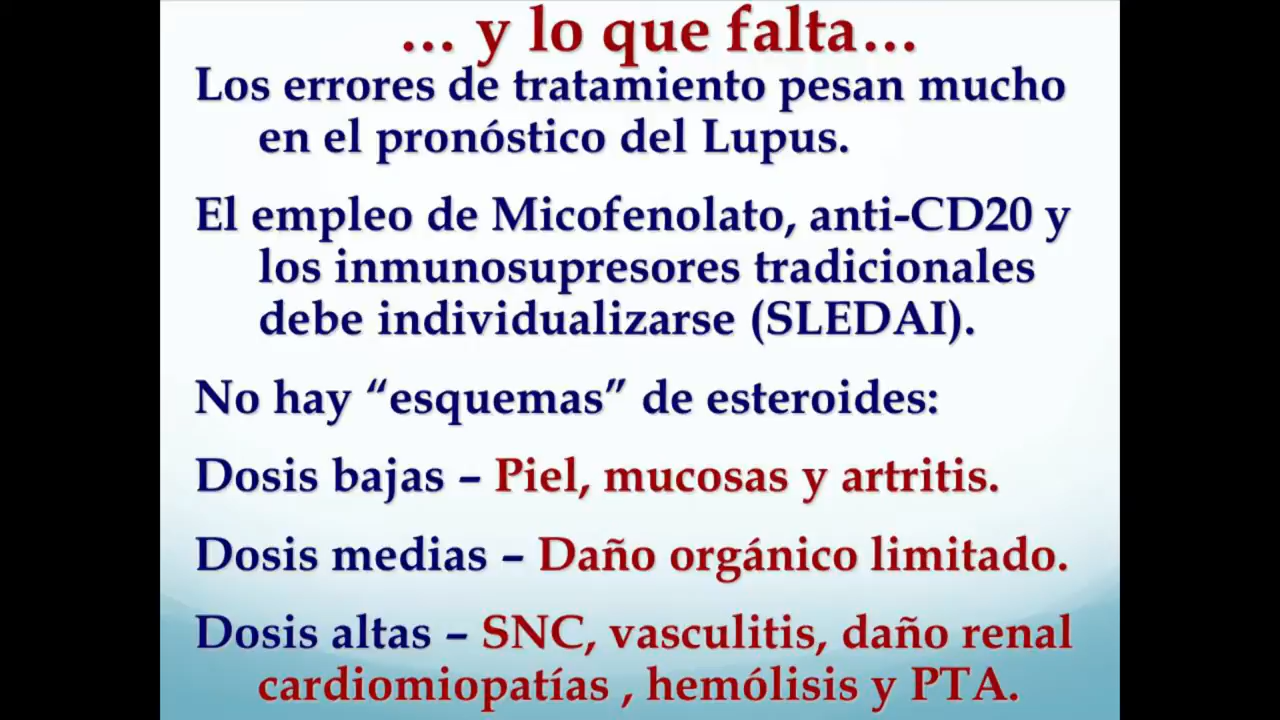 … y lo que falta…
Los errores de tratamiento pesan mucho
en el pronóstico del Lupus.
El empleo de Micofenolato, anti-CD20 y
los inmunosupresores tradicionales
debe individualizarse (SLEDAI).
No hay “esquemas” de esteroides:
Dosis bajas – Piel, mucosas y artritis.
Dosis medias – Daño orgánico limitado.
Dosis altas – SNC, vasculitis, daño renal
cardiomiopatías , hemólisis y PTA.